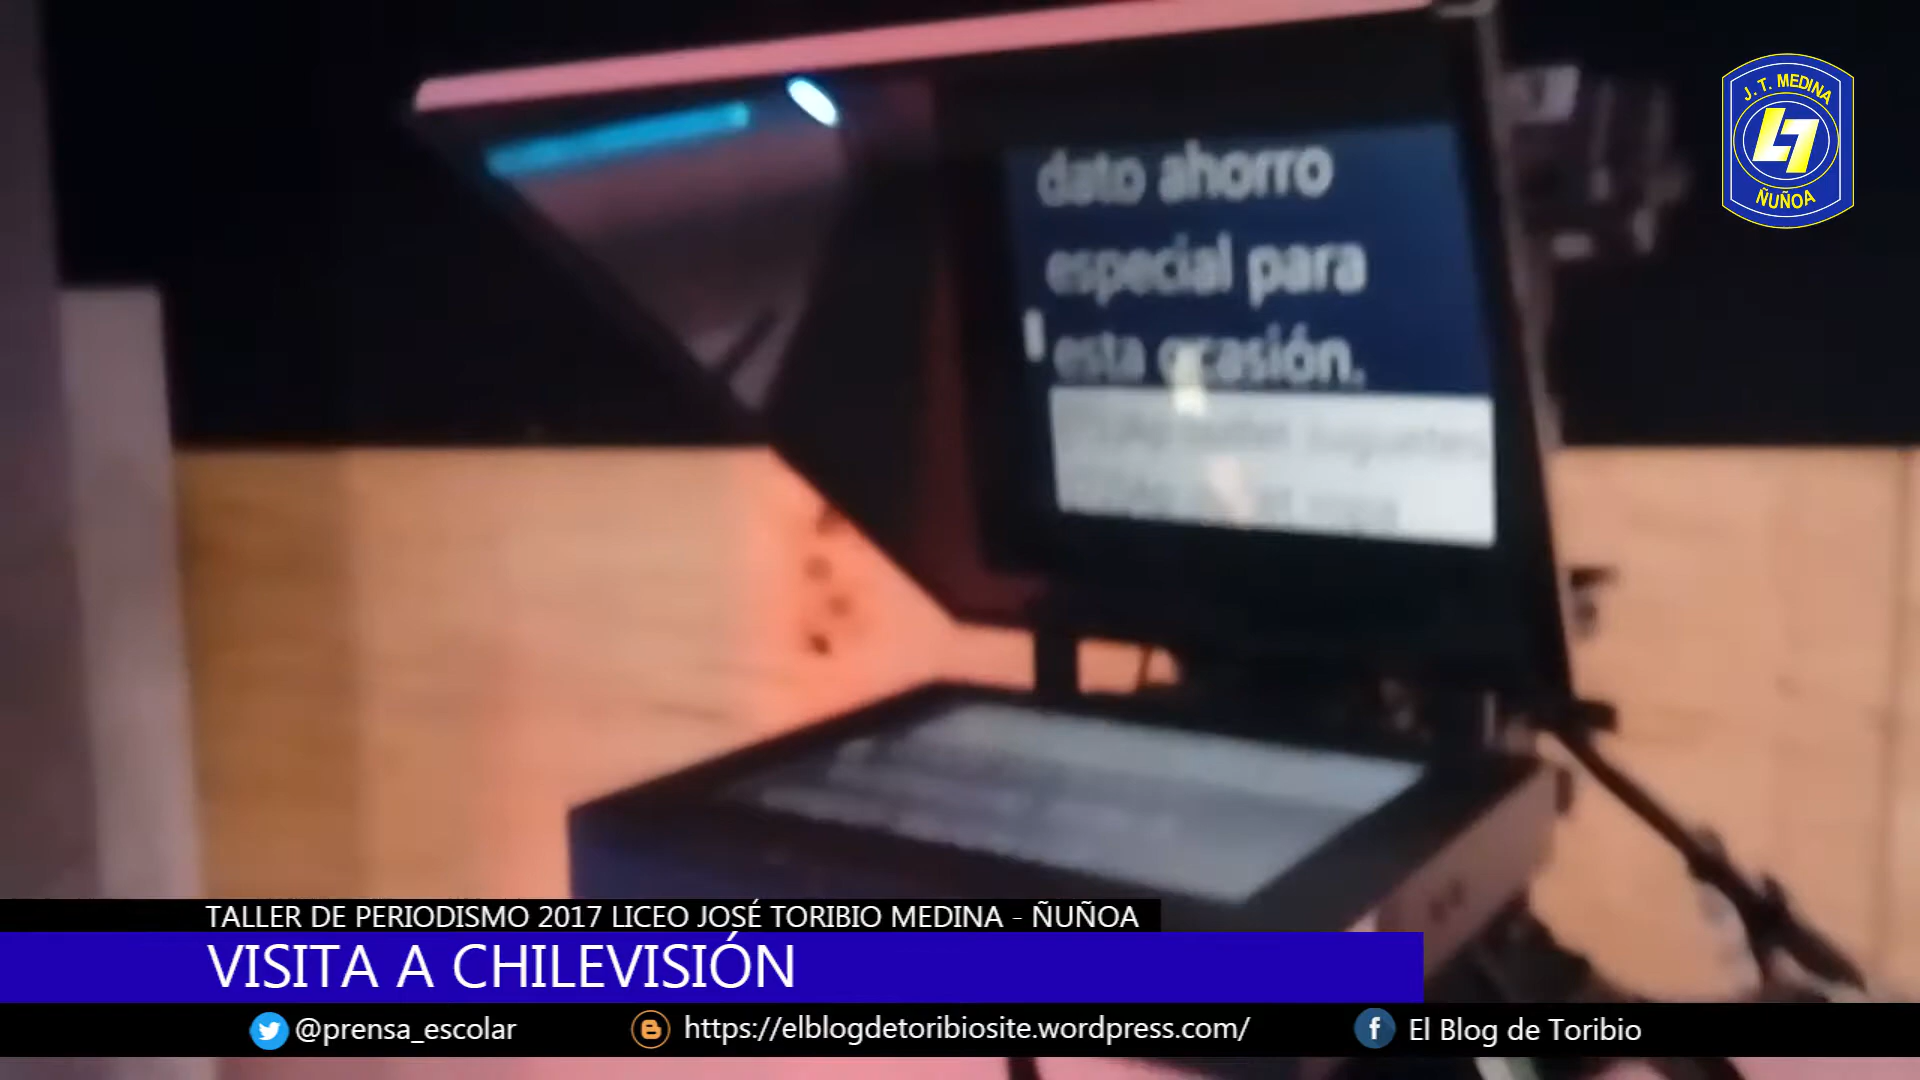 J. T. MEDINA
L7
ÑUÑOA
dato ahorro
especial para
esta ocasión.
TALLER DE PERIODISMO 2017 LICEO JOSÉ TORIBIO MEDINA - ÑUÑOA
VISITA A CHILEVISIÓN
@prensa_escolar
https://elblogdetoribiosite.wordpress.com/
El Blog de Toribio